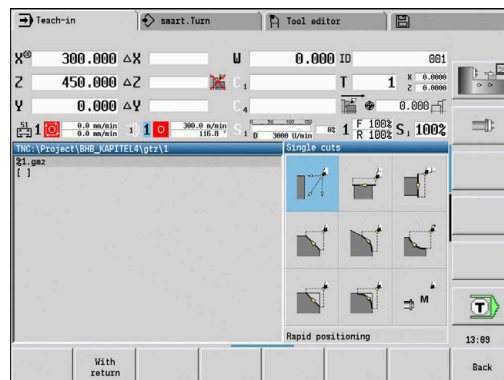 Teach-in
smart.Turn
Tool editor
X 300.000 ΔX W 0.000 ID 001
Z 450.000 ΔZ C1 T 1 X 0.0000
Z 0.0000
Y 0.000 ΔY C4 0.000
S1 1 0.0 mm/min 1 1 300.0 m/min S1 0 50 100 150 0% 1 F 100% S1 100%
0.0 mm/min 116.8 ° D 3000 U/min R 100%
TNC:\Project\BHB_KAPITEL4\gtz\1
Single cuts
%1.gmz
[ ]
M
T
Rapid positioning
13:09
With
return
Back